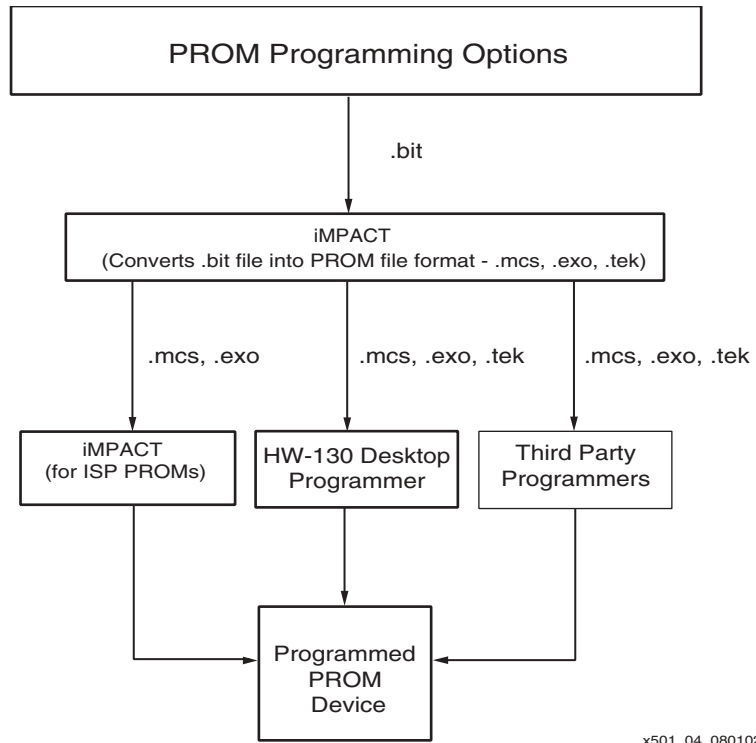 PROM Programming Options
.bit
iMPACT
(Converts .bit file into PROM file format - .mcs, .exo, .tek)
.mcs, .exo
.mcs, .exo, .tek
.mcs, .exo, .tek
iMPACT
(for ISP PROMs)
HW-130 Desktop
Programmer
Third Party
Programmers
Programmed
PROM
Device
x501_04_080102